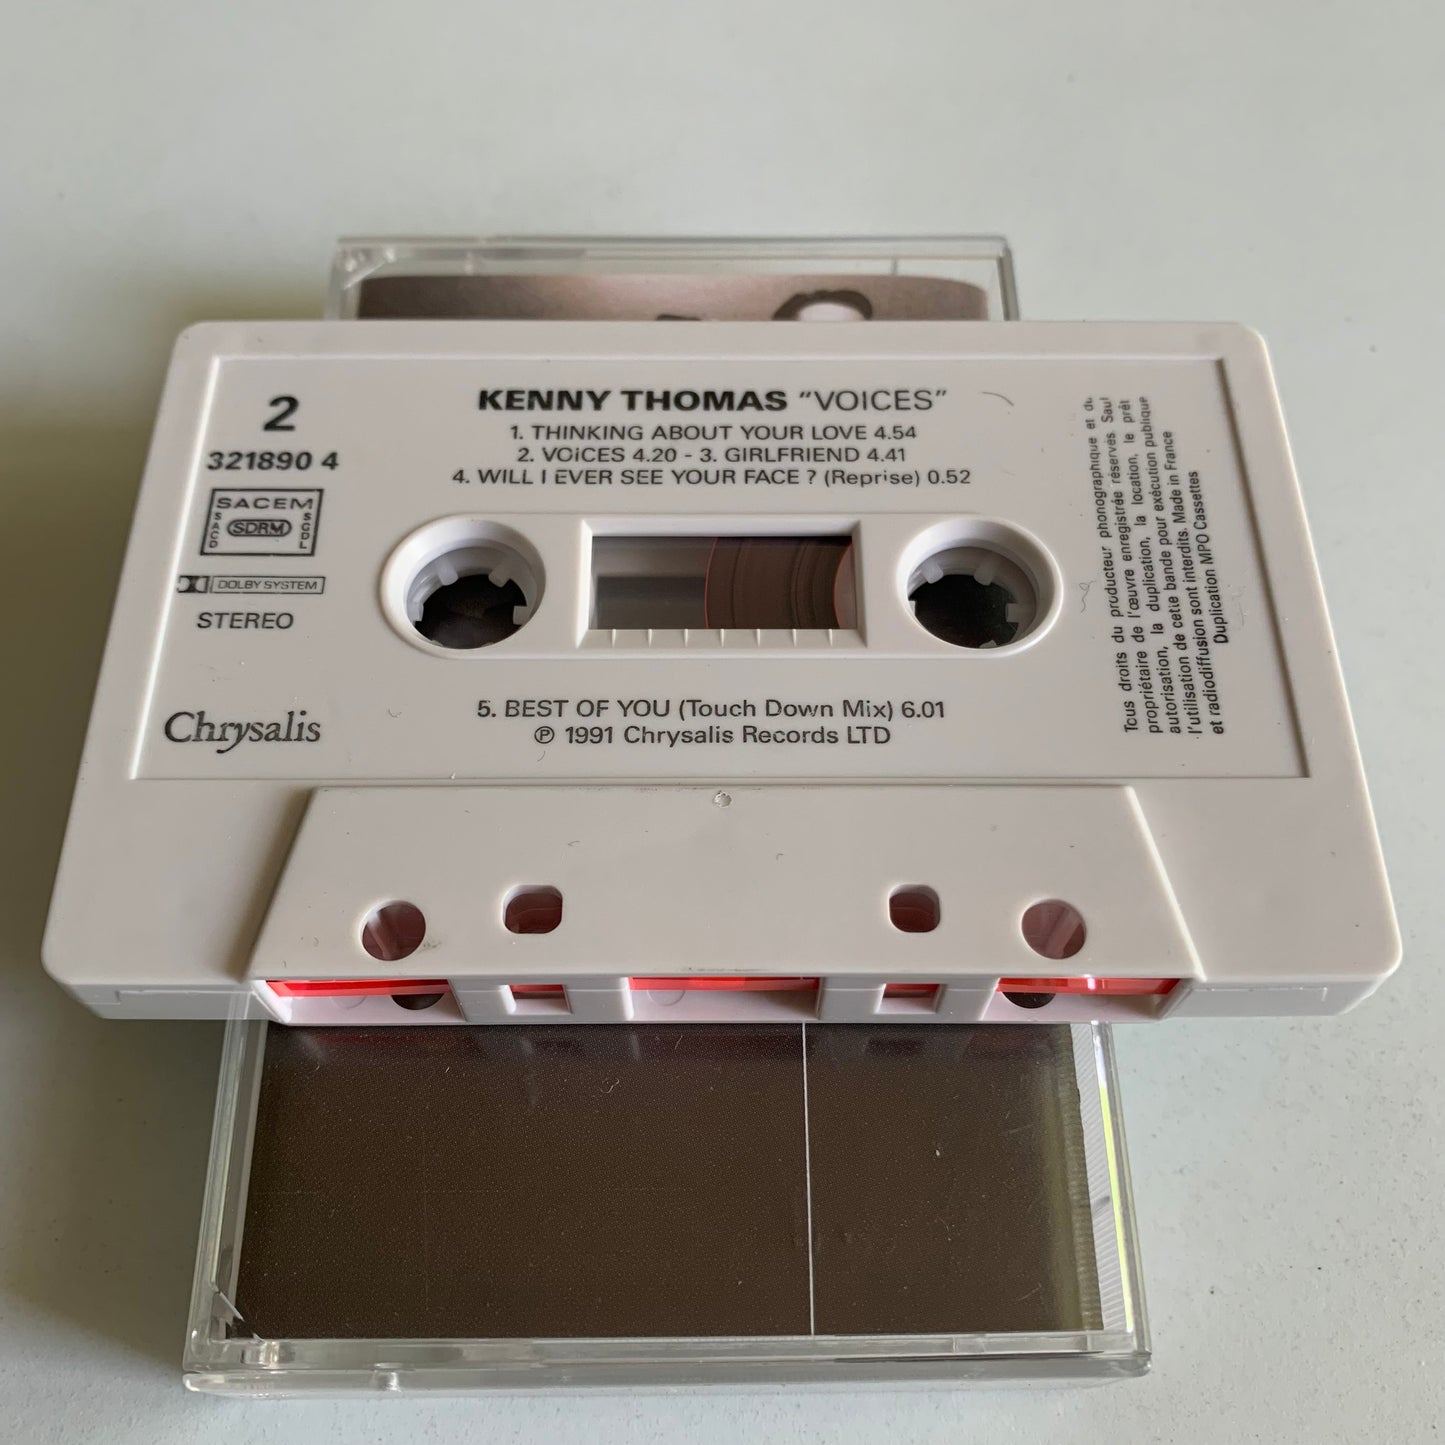 2
321890 4
SACEM
SACD
SDRM
SGDL
DOLBY SYSTEM
STEREO
Chrysalis
KENNY THOMAS "VOICES"
1. THINKING ABOUT YOUR LOVE 4.54
2. VOICES 4.20 - 3. GIRLFRIEND 4.41
4. WILL I EVER SEE YOUR FACE ? (Reprise) 0.52
5. BEST OF YOU (Touch Down Mix) 6.01
℗ 1991 Chrysalis Records LTD
Tous droits du producteur phonographique et du
propriétaire de l'œuvre enregistrée réservés Sauf
autorisation, la duplication, la location, le prêt
l'utilisation de cette bande pour exécution publique
et radiodiffusion sont interdits. Made in France
Duplication MPO Cassettes